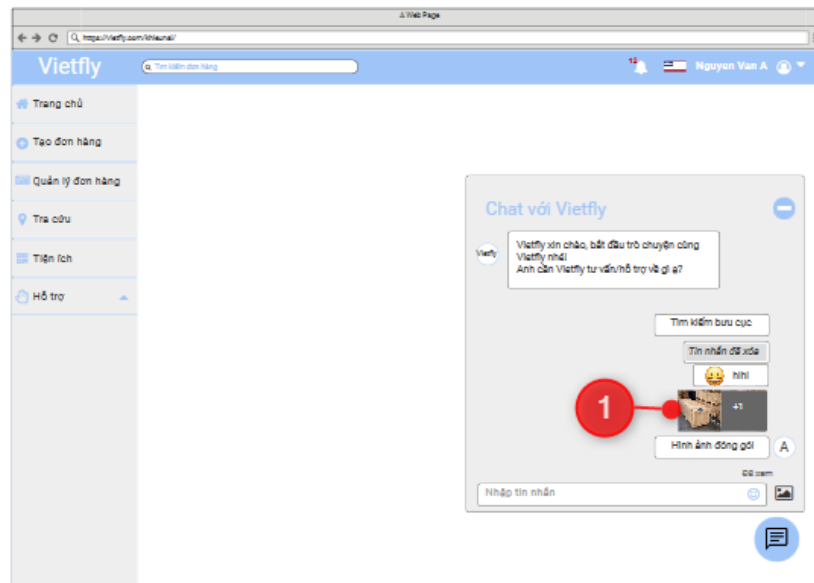 A Web Page
https://vietfly.com/khieunai/
Vietfly
Tìm kiếm đơn hàng
12
Nguyen Van A
Trang chủ
Tạo đơn hàng
Quản lý đơn hàng
Tra cứu
Tiện ích
Hỗ trợ
Chat với Vietfly
Vietfly
Vietfly xin chào, bắt đầu trò chuyện cùng
Vietfly nhé!
Anh cần Vietfly tư vấn/hỗ trợ về gì ạ?
Tìm kiếm bưu cục
Tin nhắn đã xóa
hihi
1
+1
Hình ảnh đóng gói
A
Đã xem
Nhập tin nhắn